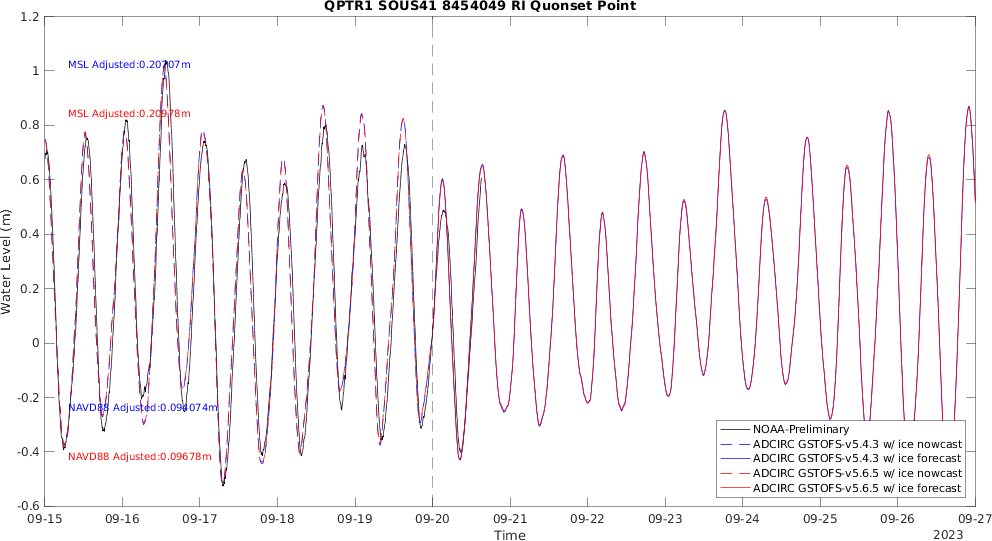 QPTR1 SOUS41 8454049 RI Quonset Point
1.2
1
0.8
0.6
0.4
0.2
0
-0.2
-0.4
-0.6
Water Level (m)
MSL Adjusted:0.20707m
MSL Adjusted:0.20978m
NAVD88 Adjusted:0.094074m
NAVD88 Adjusted:0.09678m
NOAA-Preliminary
ADCIRC GSTOFS-v5.4.3 w/ ice nowcast
ADCIRC GSTOFS-v5.4.3 w/ ice forecast
ADCIRC GSTOFS-v5.6.5 w/ ice nowcast
ADCIRC GSTOFS-v5.6.5 w/ ice forecast
09-15 09-16 09-17 09-18 09-19 09-20 09-21 09-22 09-23 09-24 09-25 09-26 09-27
Time
2023